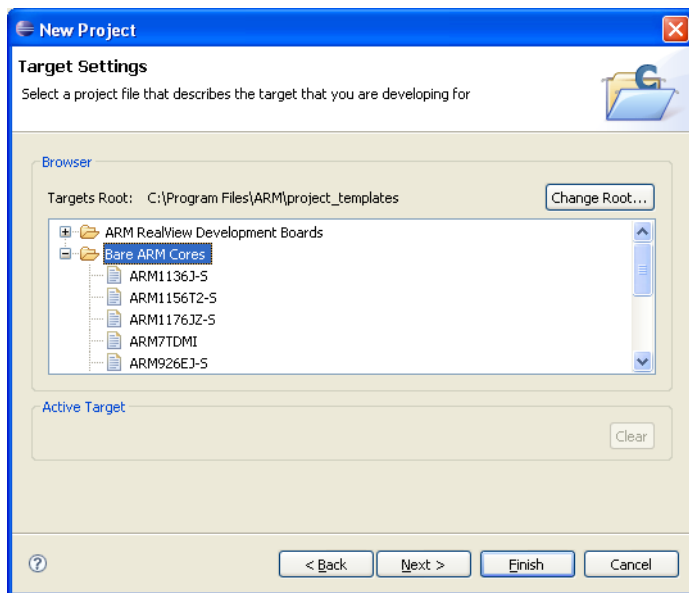 New Project
Target Settings
Select a project file that describes the target that you are developing for
Browser
Targets Root: C:\Program Files\ARM\project_templates
Change Root...
ARM RealView Development Boards
Bare ARM Cores
ARM1136J-S
ARM1156T2-S
ARM1176JZ-S
ARM7TDMI
ARM926EJ-S
Active Target
Clear
< Back
Next >
Finish
Cancel